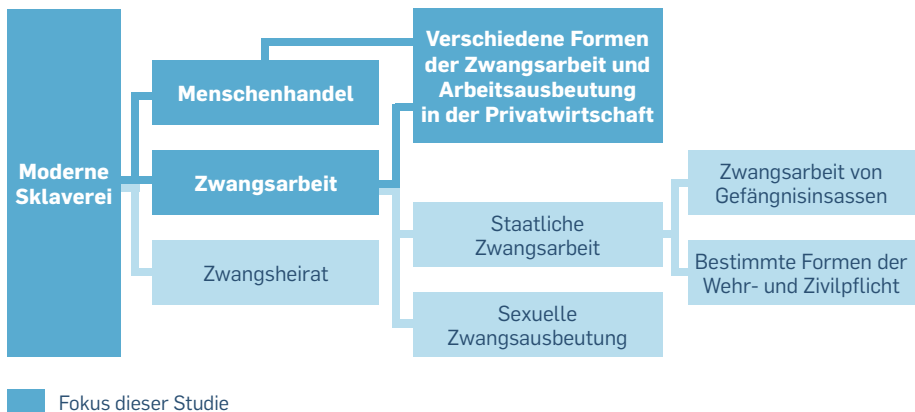 Moderne
Sklaverei
Menschenhandel
Zwangsarbeit
Zwangsheirat
Verschiedene Formen
der Zwangsarbeit und
Arbeitsausbeutung
in der Privatwirtschaft
Staatliche
Zwangsarbeit
Sexuelle
Zwangsausbeutung
Zwangsarbeit von
Gefängnisinsassen
Bestimmte Formen der
Wehr- und Zivilpflicht
Fokus dieser Studie